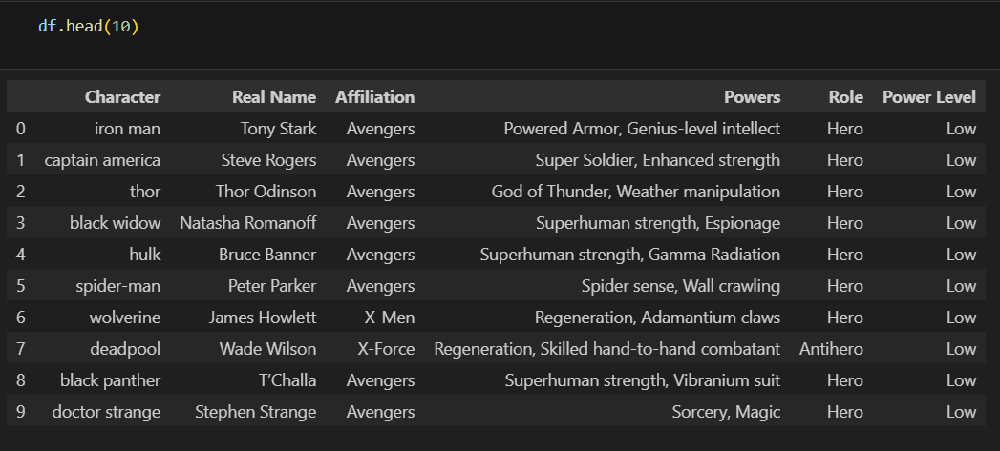 df.head(10)
Character Real Name Affiliation Powers Role Power Level
0 iron man Tony Stark Avengers Powered Armor, Genius-level intellect Hero Low
1 captain america Steve Rogers Avengers Super Soldier, Enhanced strength Hero Low
2 thor Thor Odinson Avengers God of Thunder, Weather manipulation Hero Low
3 black widow Natasha Romanoff Avengers Superhuman strength, Espionage Hero Low
4 hulk Bruce Banner Avengers Superhuman strength, Gamma Radiation Hero Low
5 spider-man Peter Parker Avengers Spider sense, Wall crawling Hero Low
6 wolverine James Howlett X-Men Regeneration, Adamantium claws Hero Low
7 deadpool Wade Wilson X-Force Regeneration, Skilled hand-to-hand combatant Antihero Low
8 black panther T’Challa Avengers Superhuman strength, Vibranium suit Hero Low
9 doctor strange Stephen Strange Avengers Sorcery, Magic Hero Low